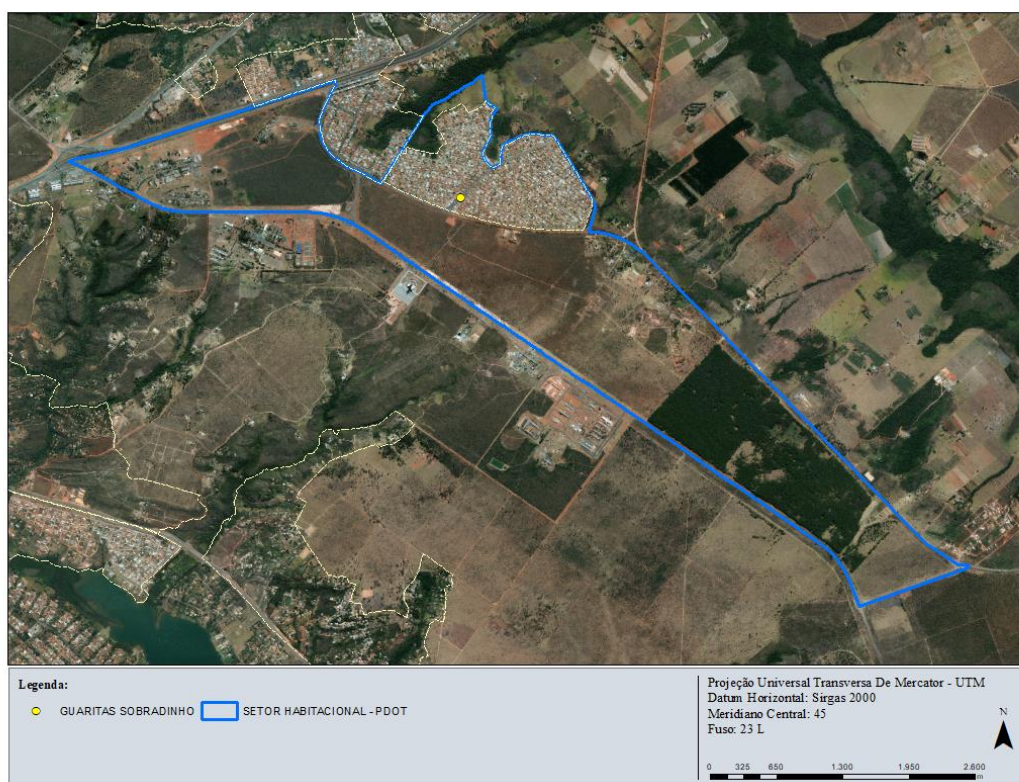 Legenda:
GUARITAS SOBRADINHO SETOR HABITACIONAL - PDOT
Projeção Universal Transversa De Mercator - UTM
Datum Horizontal: Sirgas 2000
Meridiano Central: 45
Fuso: 23 L
N
0 325 650 1.300 1.950 2.600
m